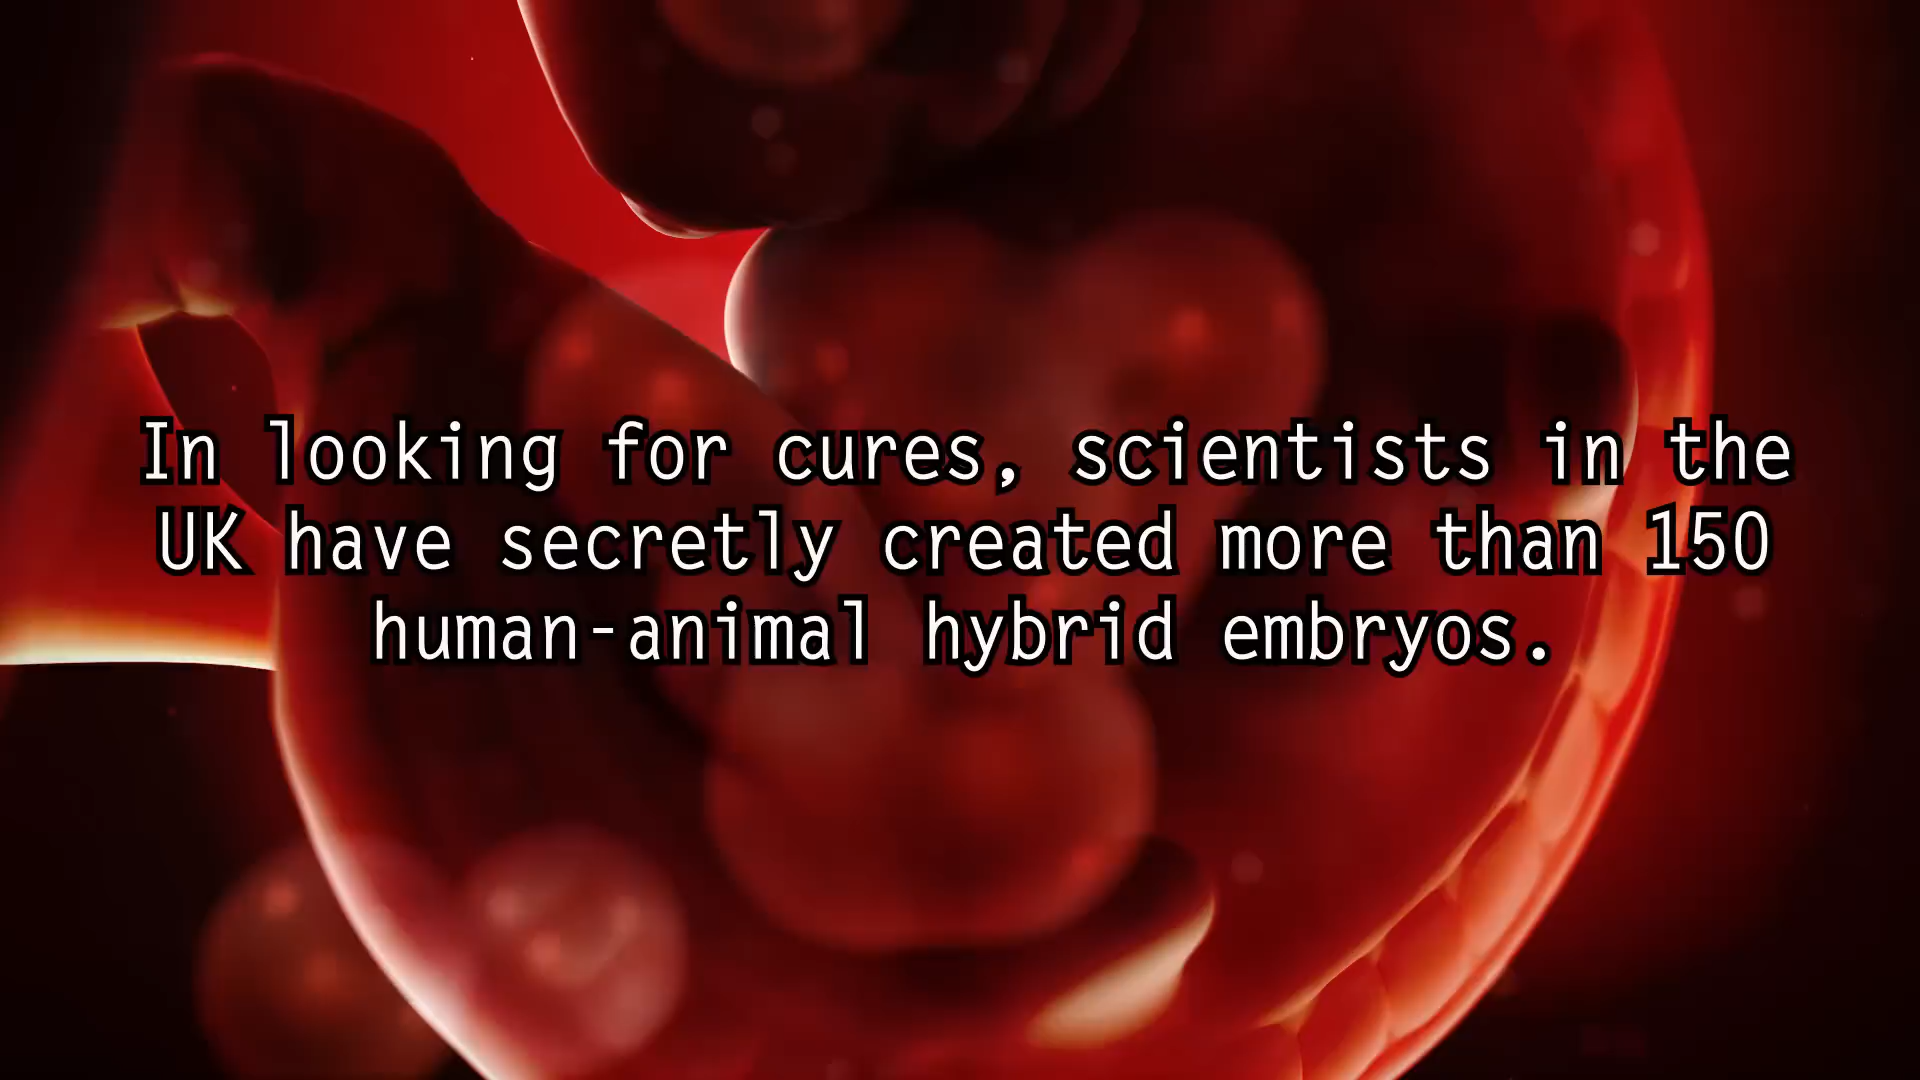 In looking for cures, scientists in the
UK have secretly created more than 150
human-animal hybrid embryos.